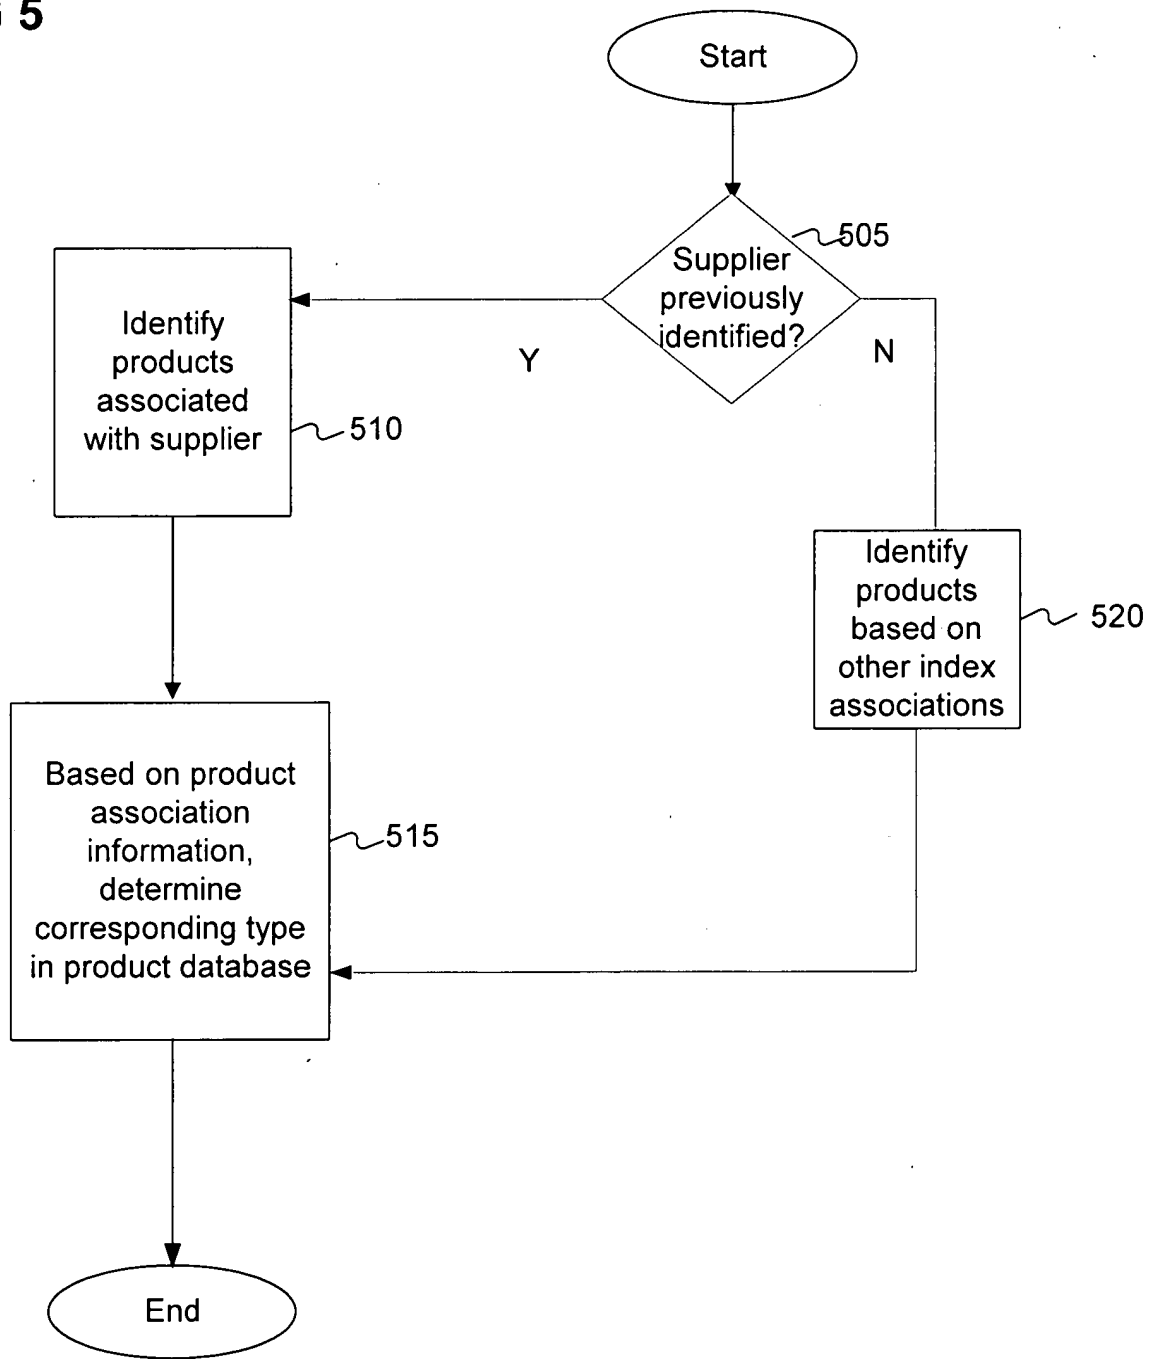 5
Start
505
Supplier
previously
identified?
Y
N
Identify
products
associated
with supplier
510
Identify
products
based on
other index
associations
520
Based on product
association
information,
determine
corresponding type
in product database
515
End